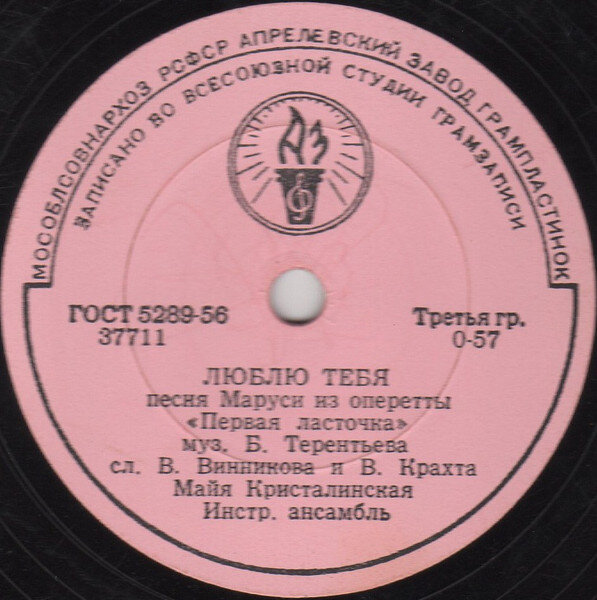 МОСОБЛСОВНАРХОЗ РСФСР АПРЕЛЕВСКИЙ ЗАВОД ГРАМПЛАСТИНОК
ЗАПИСАНО ВО ВСЕСОЮЗНОЙ СТУДИИ ГРАМЗАПИСИ
АЗ
ГОСТ 5289-56
37711
Третья гр.
0-57
ЛЮБЛЮ ТЕБЯ
песня Маруси из оперетты
«Первая ласточка»
муз. Б. Терентьева
сл. В. Винникова и В. Крахта
Майя Кристалинская
Инстр. ансамбль